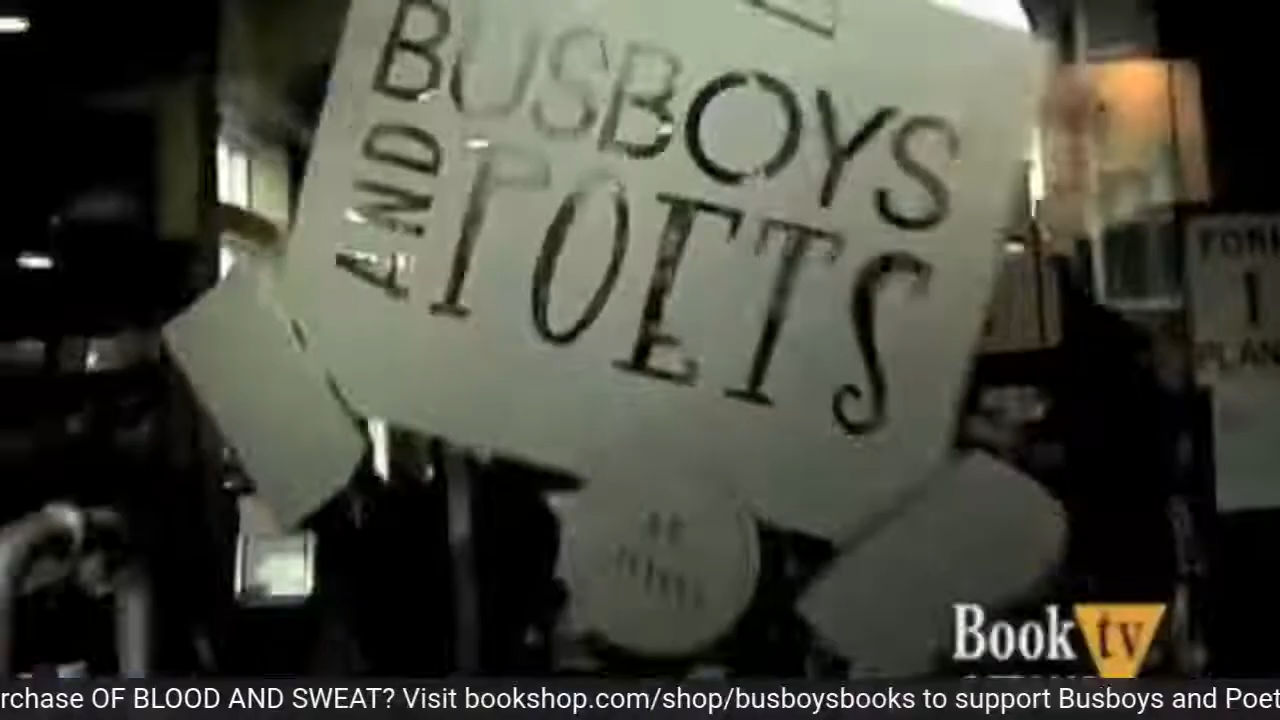 BUSBOYS
AND
POETS
Book tv
rchase OF BLOOD AND SWEAT? Visit bookshop.com/shop/busboysbooks to support Busboys and Poet